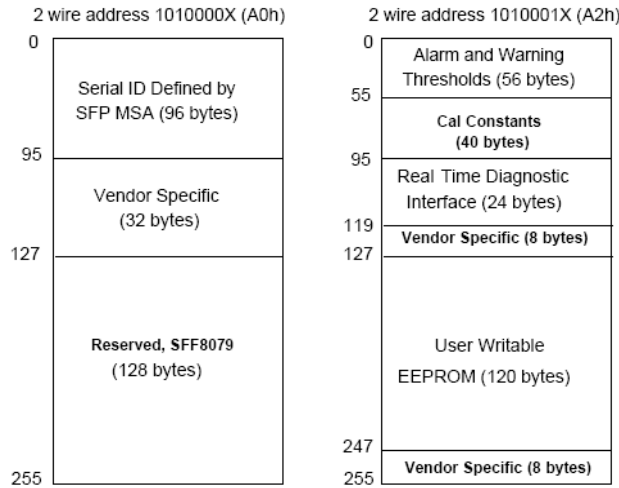 2 wire address 1010000X (A0h)
0
Serial ID Defined by
SFP MSA (96 bytes)
95
Vendor Specific
(32 bytes)
127
Reserved, SFF8079
(128 bytes)
255
2 wire address 1010001X (A2h)
0
Alarm and Warning
Thresholds (56 bytes)
55
Cal Constants
(40 bytes)
95
Real Time Diagnostic
Interface (24 bytes)
119
Vendor Specific (8 bytes)
127
User Writable
EEPROM (120 bytes)
247
Vendor Specific (8 bytes)
255